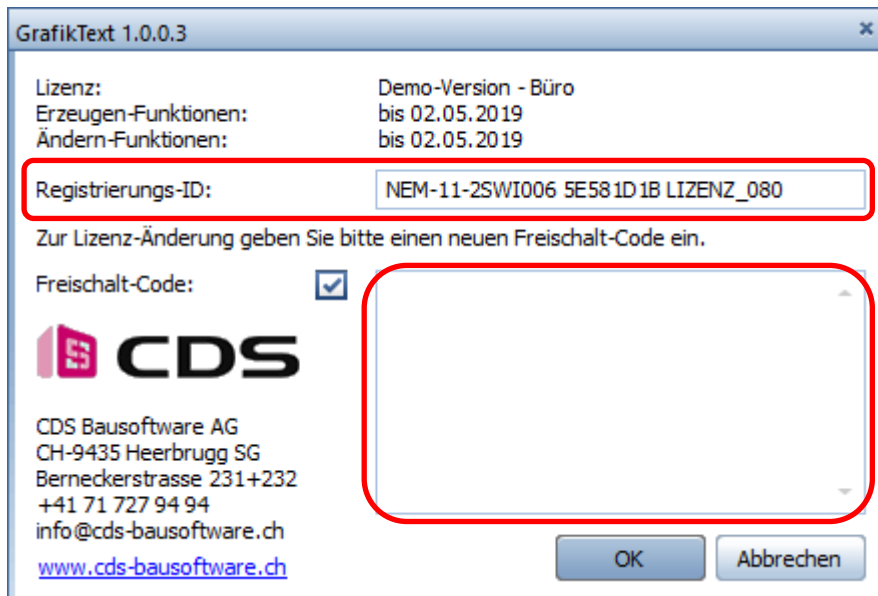 GrafikText 1.0.0.3
Lizenz: Demo-Version - Büro
Erzeugen-Funktionen: bis 02.05.2019
Ändern-Funktionen: bis 02.05.2019
Registrierungs-ID: NEM-11-2SWI006 5E581D1B LIZENZ_080
Zur Lizenz-Änderung geben Sie bitte einen neuen Freischalt-Code ein.
Freischalt-Code:
CDS
CDS Bausoftware AG
CH-9435 Heerbrugg SG
Berneckerstrasse 231+232
+41 71 727 94 94
info@cds-bausoftware.ch
www.cds-bausoftware.ch
OK Abbrechen